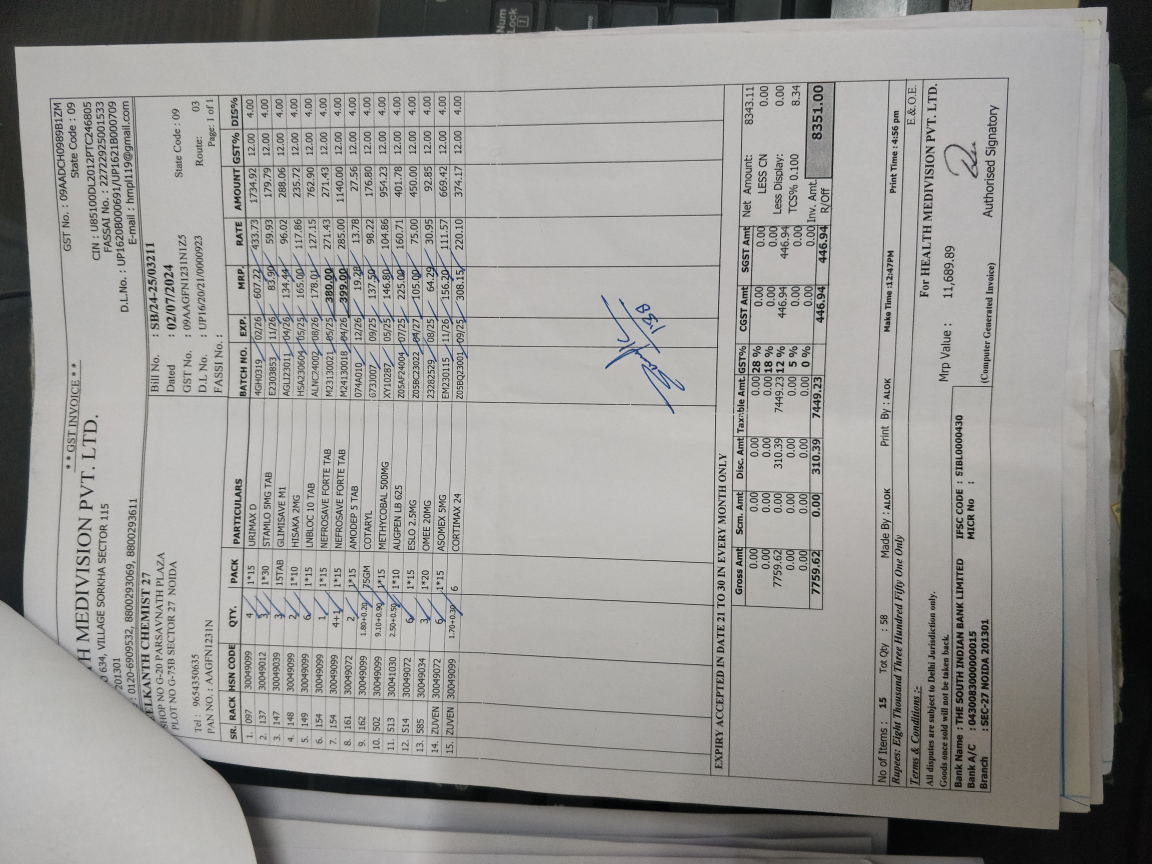 ** GST INVOICE **
GST No. : 09AADCH0989B1ZM
State Code : 09
TH MEDIVISION PVT. LTD.
CIN : U85100DL2012PTC246805
FASSAI No. : 22722925001533
D.L.No. : UP1620B000691/UP1621B000709
E-mail : hmpl119@gmail.com
634, VILLAGE SORKHA SECTOR 115
201301
: 0120-6909532, 8800293069, 8800293611
ELKANTH CHEMIST 27
SHOP NO G-20 PARSAVNATH PLAZA
PLOT NO G-75B SECTOR 27 NOIDA
Tel : 9654350635
PAN NO. : AAGFN1231N
Bill No. : SB/24-25/03211
Dated : 02/07/2024
GST No. : 09AAGFN1231N1Z5 State Code : 09
D.L No. : UP16/20/21/0000923 Route: 03
FASSI No. : Page: 1 of 1
SR. RACK HSN CODE QTY. PACK PARTICULARS BATCH NO. EXP. MRP. RATE AMOUNT GST% DIS%
1. 097 30049099 4 1*15 URIMAX D 4GH0319 02/26 607.22 433.73 1734.92 12.00 4.00
2. 137 30049012 3 1*30 STAMLO 5MG TAB E2303853 11/26 83.90 59.93 179.79 12.00 4.00
3. 147 30049039 3 15TAB GLIMISAVE M1 AGL123011 04/26 134.44 96.02 288.06 12.00 4.00
4. 148 30049099 2 1*10 HISAKA 2MG HSA230604 05/25 165.00 117.86 235.72 12.00 4.00
5. 149 30049099 6 1*15 LNBLOC 10 TAB ALNC24002 08/26 178.01 127.15 762.90 12.00 4.00
6. 154 30049099 1 1*15 NEFROSAVE FORTE TAB M23130021 05/25 380.00 271.43 271.43 12.00 4.00
7. 154 30049099 4+1 1*15 NEFROSAVE FORTE TAB M24130018 04/26 399.00 285.00 1140.00 12.00 4.00
8. 161 30049072 2 1*15 AMODEP 5 TAB 074A010 12/26 19.28 13.78 27.56 12.00 4.00
9. 162 30049099 1.80+0.20 75GM COTARYL 6731007 09/25 137.50 98.22 176.80 12.00 4.00
10. 502 30049099 9.10+0.90 1*15 METHYCOBAL 500MG XY10287 05/25 146.80 104.86 954.23 12.00 4.00
11. 513 30041030 2.50+0.50 1*10 AUGPEN LB 625 Z05AF24004 07/25 225.00 160.71 401.78 12.00 4.00
12. 514 30049072 6 1*15 ESLO 2.5MG Z05BC23022 04/27 105.00 75.00 450.00 12.00 4.00
13. 585 30049034 3 1*20 OMEE 20MG 23282529 08/25 64.29 30.95 92.85 12.00 4.00
14. ZUVEN 30049072 6 1*15 ASOMEX 5MG EM230115 11/26 156.20 111.57 669.42 12.00 4.00
15. ZUVEN 30049099 1.70+0.30 6 CORTIMAX 24 Z05BQ23001 09/25 308.15 220.10 374.17 12.00 4.00
EXPIRY ACCEPTED IN DATE 21 TO 30 IN EVERY MONTH ONLY
Gross Amt Scm. Amt Disc. Amt Taxable Amt. GST% CGST Amt SGST Amt
0.00 0.00 0.00 0.00 28 % 0.00 0.00
0.00 0.00 0.00 0.00 18 % 0.00 0.00
7759.62 0.00 310.39 7449.23 12 % 446.94 446.94
0.00 0.00 0.00 0.00 5 % 0.00 0.00
0.00 0.00 0.00 0.00 0 % 0.00 0.00
7759.62 0.00 310.39 7449.23 446.94 446.94
Net Amount: 8343.11
LESS CN 0.00
Less Display: 0.00
TCS% 0.100 8.34
Inv. Amt. R/Off 8351.00
No of Items : 15 Tot Qty : 58 Made By : ALOK Print By : ALOK Make Time :12:47PM Print Time : 4:56 pm
Rupees: Eight Thousand Three Hundred Fifty One Only E.& O.E.
Terms & Conditions :-
All disputes are subject to Delhi Jurisdiction only.
Goods once sold will not be taken back.
Mrp Value : 11,689.89
For HEALTH MEDIVISION PVT. LTD.
Bank Name : THE SOUTH INDIAN BANK LIMITED IFSC CODE : SIBL0000430
Bank A/C : 0430083000000015 MICR No :
Branch : SEC-27 NOIDA 201301
(Computer Generated Invoice)
Authorised Signatory
Num
Lock